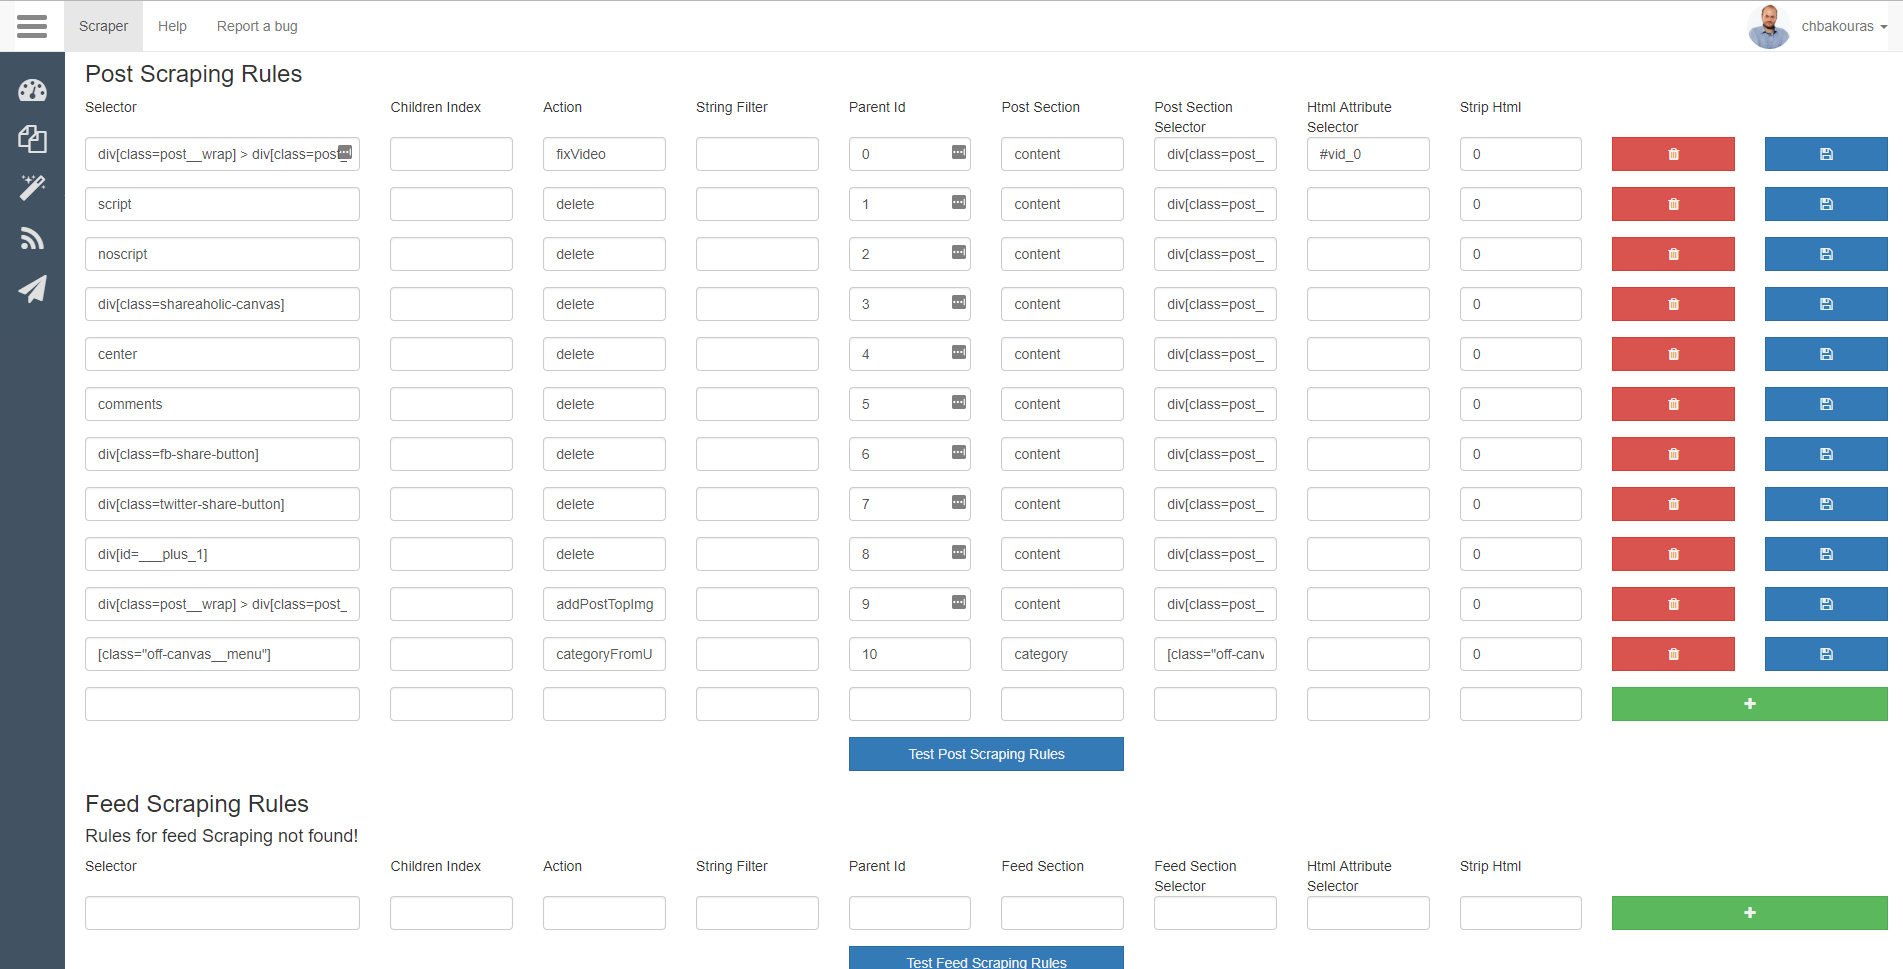 Scraper Help Report a bug chbakouras
Post Scraping Rules
Selector Children Index Action String Filter Parent Id Post Section Post Section Selector Html Attribute Selector Strip Html
div[class=post__wrap] > div[class=post_ fixVideo 0 content div[class=post_ #vid_0 0
script delete 1 content div[class=post_ 0
noscript delete 2 content div[class=post_ 0
div[class=shareaholic-canvas] delete 3 content div[class=post_ 0
center delete 4 content div[class=post_ 0
comments delete 5 content div[class=post_ 0
div[class=fb-share-button] delete 6 content div[class=post_ 0
div[class=twitter-share-button] delete 7 content div[class=post_ 0
div[id=___plus_1] delete 8 content div[class=post_ 0
div[class=post__wrap] > div[class=post_ addPostTopImg 9 content div[class=post_ 0
[class="off-canvas__menu"] categoryFromU 10 category [class="off-canv 0
Test Post Scraping Rules
Feed Scraping Rules
Rules for feed Scraping not found!
Selector Children Index Action String Filter Parent Id Feed Section Feed Section Selector Html Attribute Selector Strip Html
Test Feed Scraping Rules